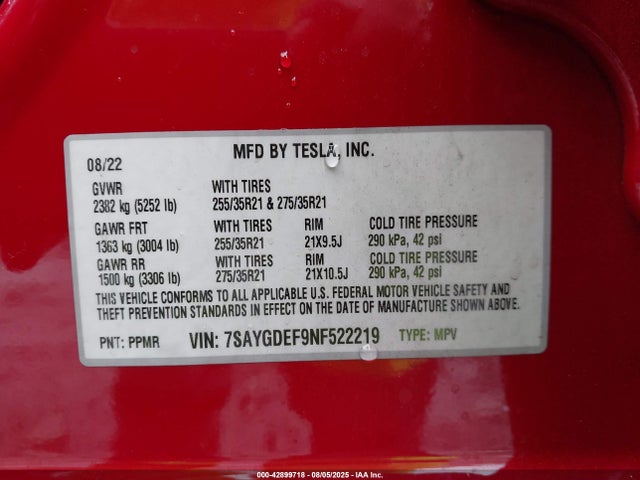 08/22 MFD BY TESLA, INC.
GVWR WITH TIRES
2382 kg (5252 lb) 255/35R21 & 275/35R21
GAWR FRT WITH TIRES RIM COLD TIRE PRESSURE
1363 kg (3004 lb) 255/35R21 21X9.5J 290 kPa, 42 psi
GAWR RR WITH TIRES RIM COLD TIRE PRESSURE
1500 kg (3306 lb) 275/35R21 21X10.5J 290 kPa, 42 psi
THIS VEHICLE CONFORMS TO ALL APPLICABLE U.S. FEDERAL MOTOR VEHICLE SAFETY AND
THEFT PREVENTION STANDARDS IN EFFECT ON THE DATE OF MANUFACTURE SHOWN ABOVE.
PNT: PPMR VIN: 7SAYGDEF9NF522219 TYPE: MPV
000-42899718 - 08/05/2025 - IAA Inc.